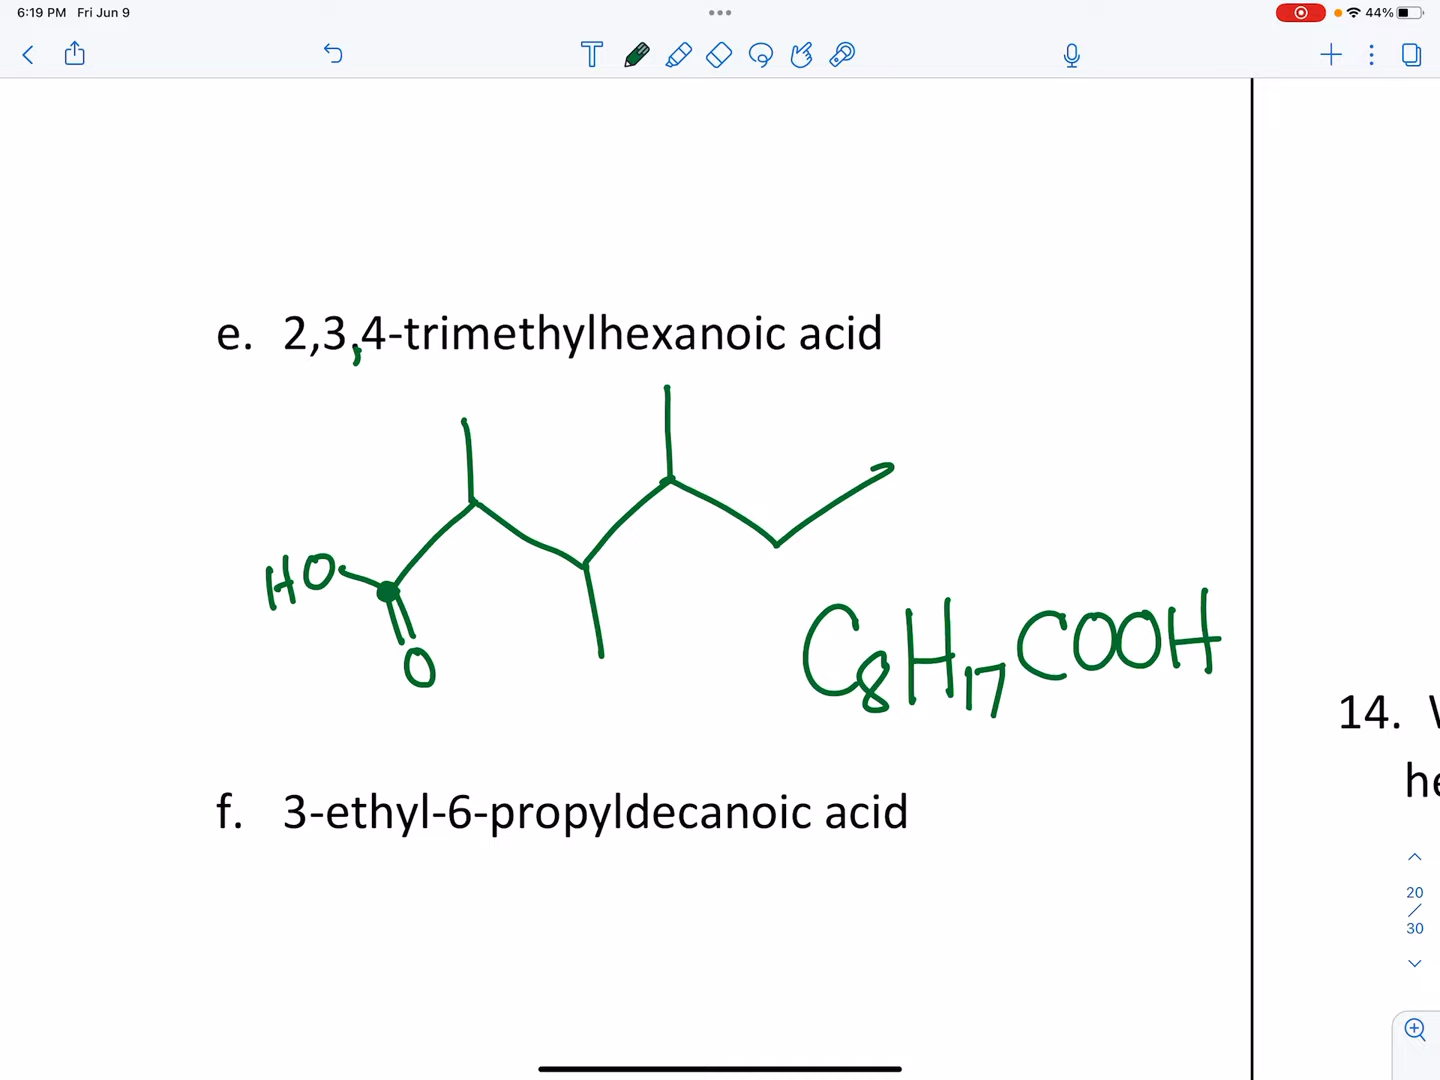 6:19 PM Fri Jun 9
44%
T
e. 2,3,4-trimethylhexanoic acid
HO
O
C₈H₁₇COOH
14. 
he
f. 3-ethyl-6-propyldecanoic acid
20
/
30